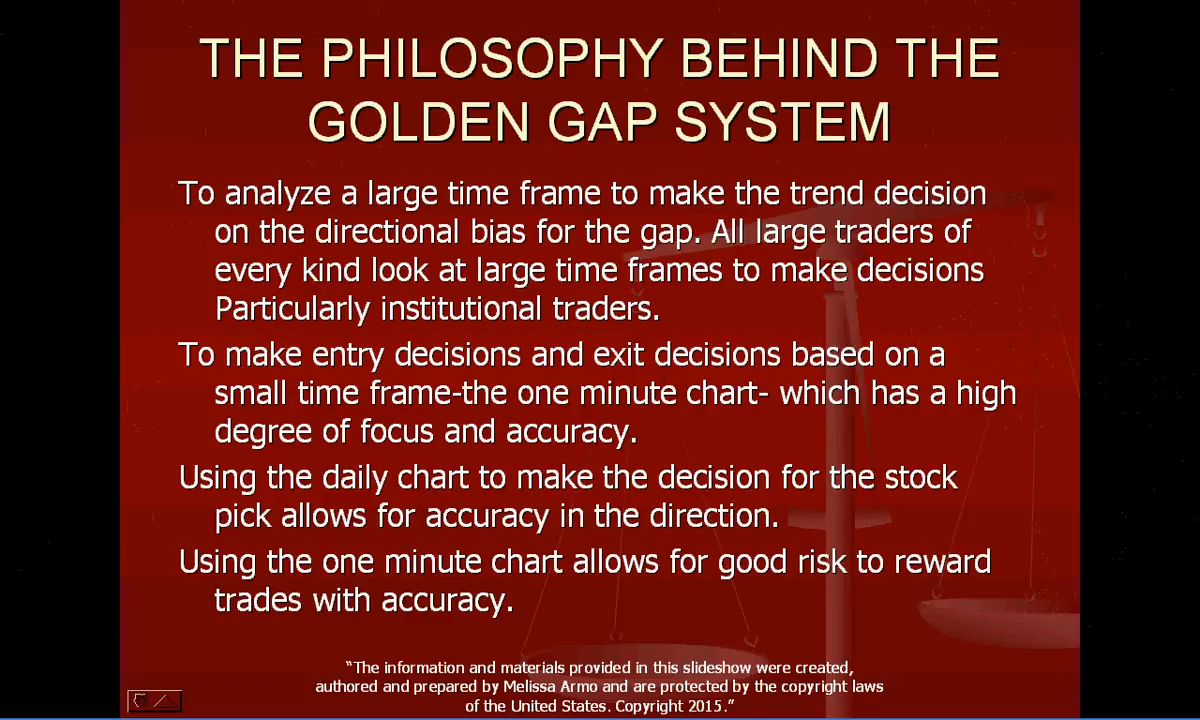 THE PHILOSOPHY BEHIND THE
GOLDEN GAP SYSTEM
To analyze a large time frame to make the trend decision
on the directional bias for the gap. All large traders of
every kind look at large time frames to make decisions
Particularly institutional traders.
To make entry decisions and exit decisions based on a
small time frame-the one minute chart- which has a high
degree of focus and accuracy.
Using the daily chart to make the decision for the stock
pick allows for accuracy in the direction.
Using the one minute chart allows for good risk to reward
trades with accuracy.
“The information and materials provided in this slideshow were created,
authored and prepared by Melissa Armo and are protected by the copyright laws
of the United States. Copyright 2015.”